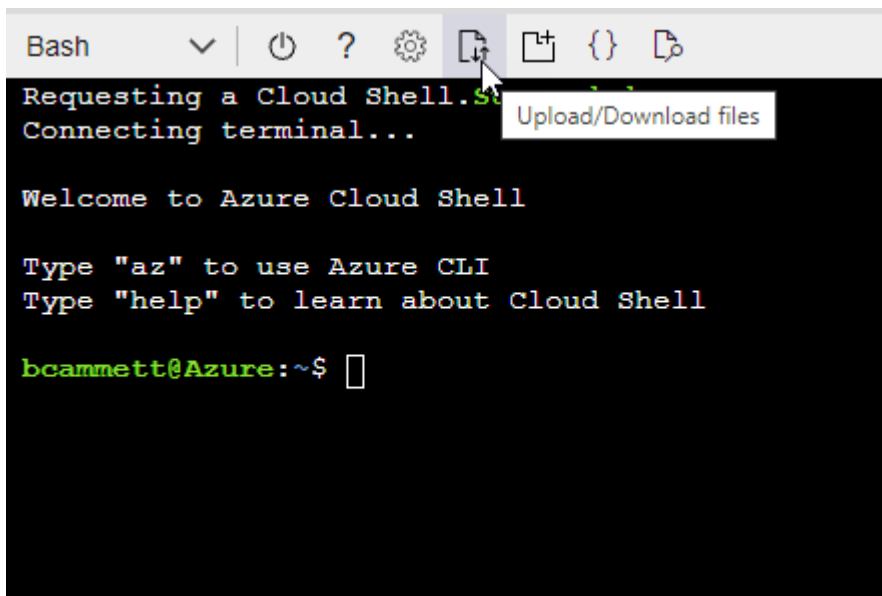 Bash ? {}
Requesting a Cloud Shell.
Upload/Download files
Connecting terminal...
Welcome to Azure Cloud Shell
Type "az" to use Azure CLI
Type "help" to learn about Cloud Shell
bcammett@Azure:~$